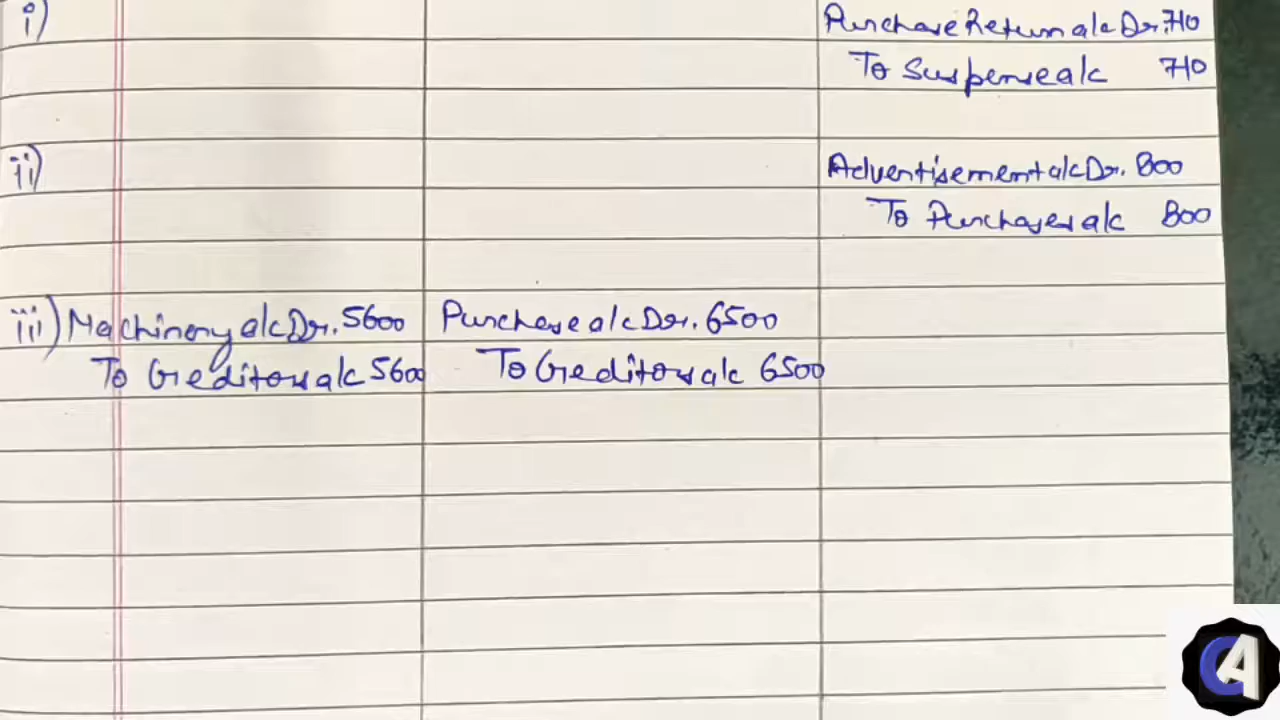 i)
Purchase Return a/c Dr. 710
To Suspense a/c 710
ii)
Advertisement a/c Dr. 800
To Purchases a/c 800
iii) Machinery a/c Dr. 5600
To Creditors a/c 5600
Purchase a/c Dr. 6500
To Creditors a/c 6500
CA